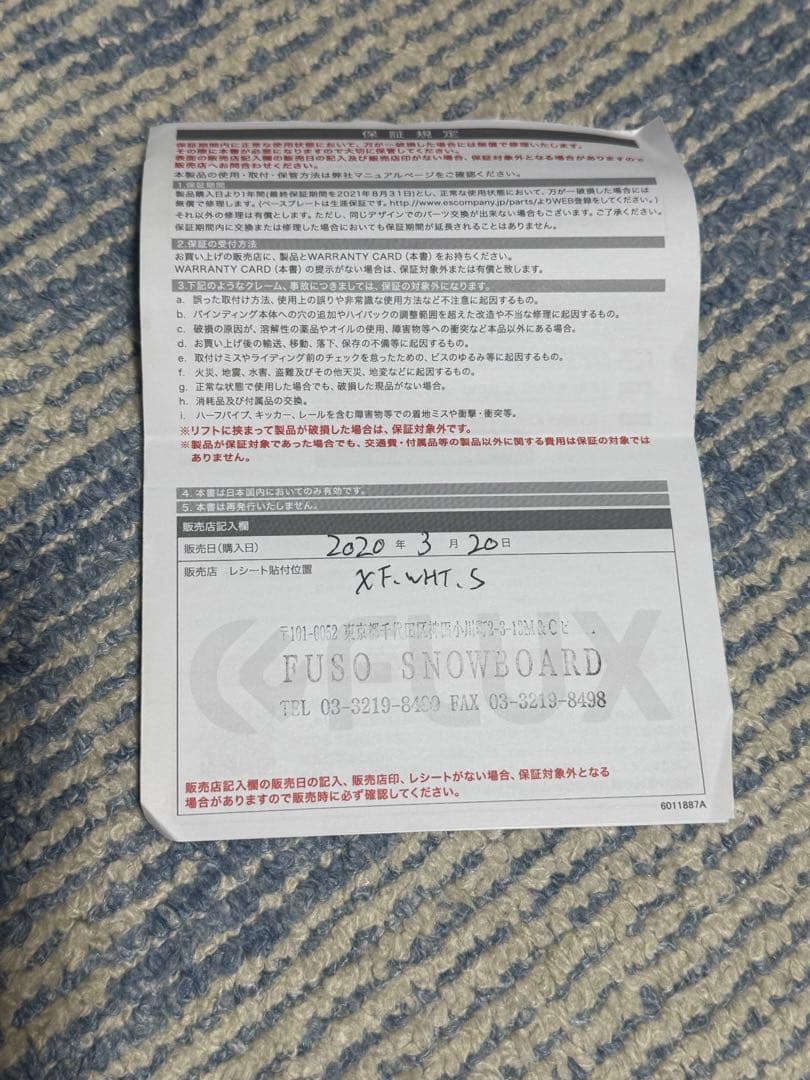 保証規定
保証期間内に正常な使用状態において、万が一破損した場合には無償で修理いたします。
その際に本書が必要になりますので大切に保管してください。
表面の販売店記入欄の販売日の記入及び販売店印がない場合、保証対象外となる場合がありますので
販売店へお問合わせください。
本製品の使用・取付・保管方法は弊社マニュアルページをご確認ください。
1.保証期間
製品購入日より1年間(最終保証期間を2021年8月31日)とし、正常な使用状態において、万が一破損した場合には
無償で修理します。(ベースプレートは生涯保証です。http://www.escompany.jp/parts/よりWEB登録をしてください。)
それ以外の修理は有償とします。ただし、同じデザインでのパーツ交換が出来ない場合もございます。ご了承ください。
保証期間内に交換または修理した場合においても保証期間が延長されることはありません。
2.保証の受付方法
お買い上げの販売店に、製品とWARRANTY CARD(本書)をお持ちください。
WARRANTY CARD(本書)の提示がない場合は、保証対象外または有償と致します。
3.下記のようなクレーム、事故につきましては、保証の対象外になります。
a. 誤った取付け方法、使用上の誤りや非常識な使用方法など不注意に起因するもの。
b. バインディング本体への穴の追加やハイバックの調整範囲を超えた改造や不当な修理に起因するもの。
c. 破損の原因が、溶解性の薬品やオイルの使用、障害物等への衝突など本品以外にある場合。
d. お買い上げ後の輸送、移動、落下、保存の不備等に起因するもの。
e. 取付けミスやライディング前のチェックを怠ったための、ビスのゆるみ等に起因するもの。
f. 火災、地震、水害、盗難及びその他天災、地変などに起因するもの。
g. 正常な状態で使用した場合でも、破損した現品がない場合。
h. 消耗品及び付属品の交換。
i. ハーフパイプ、キッカー、レールを含む障害物等での着地ミスや衝撃・衝突等。
※リフトに挟まって製品が破損した場合は、保証対象外です。
※製品が保証対象であった場合でも、交通費・付属品等の製品以外に関する費用は保証の対象では
ありません。
4.本書は日本国内においてのみ有効です。
5.本書は再発行いたしません。
販売店記入欄
販売日(購入日) 2020 年 3 月 20 日
販売店 レシート貼付位置 XF.WHT.S
〒101-0052 東京都千代田区神田小川町2-3-13M&Cビ
FUSO SNOWBOARD
TEL 03-3219-8499 FAX 03-3219-8498
FLUX
販売店記入欄の販売日の記入、販売店印、レシートがない場合、保証対象外となる
場合がありますので販売時に必ず確認してください。
6011887A